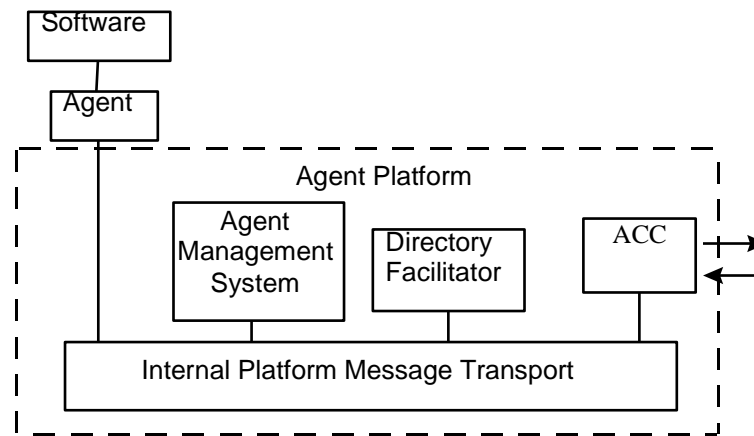 Software
Agent
Agent Platform
Agent
Management
System
Directory
Facilitator
ACC
Internal Platform Message Transport